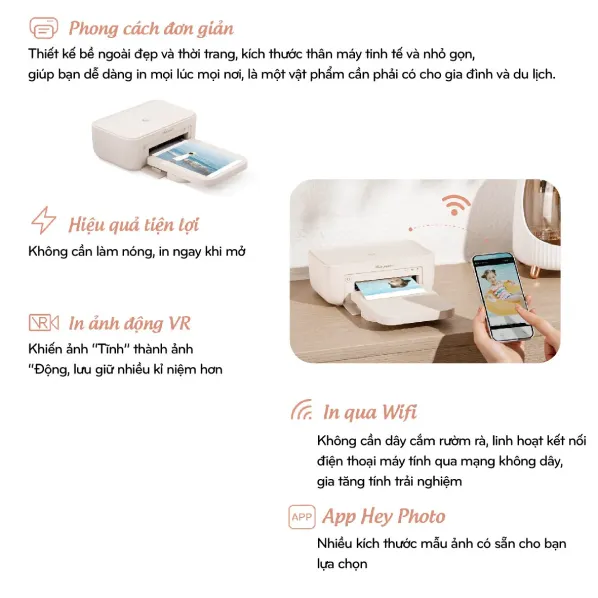 Phong cách đơn giản
Thiết kế bề ngoài đẹp và thời trang, kích thước thân máy tinh tế và nhỏ gọn,
giúp bạn dễ dàng in mọi lúc mọi nơi, là một vật phẩm cần phải có cho gia đình và du lịch.
Hiệu quả tiện lợi
Không cần làm nóng, in ngay khi mở
VR
In ảnh động VR
Khiến ảnh "Tĩnh" thành ảnh
"Động, lưu giữ nhiều kỉ niệm hơn
In qua Wifi
Không cần dây cắm rườm rà, linh hoạt kết nối
điện thoại máy tính qua mạng không dây,
gia tăng tính trải nghiệm
APP
App Hey Photo
Nhiều kích thước mẫu ảnh có sẵn cho bạn
lựa chọn